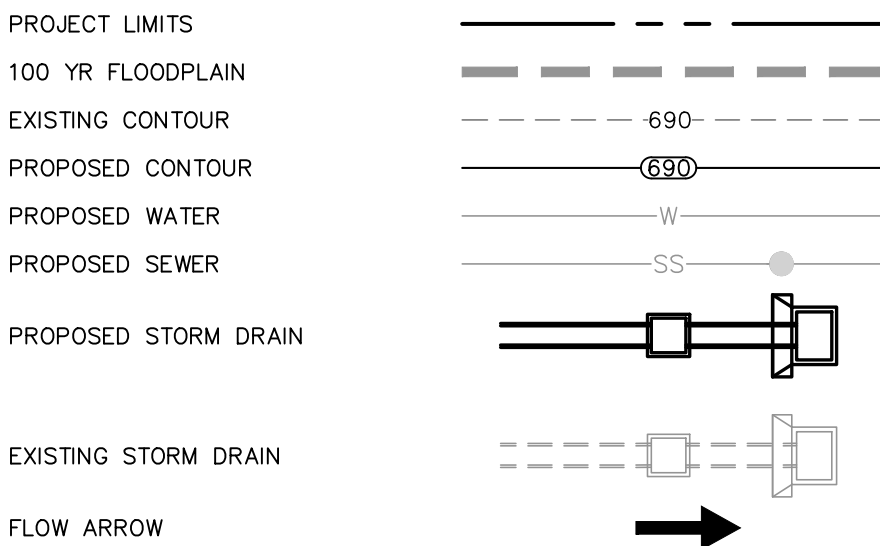 PROJECT LIMITS
100 YR FLOODPLAIN
EXISTING CONTOUR 690
PROPOSED CONTOUR 690
PROPOSED WATER W
PROPOSED SEWER SS
PROPOSED STORM DRAIN
EXISTING STORM DRAIN
FLOW ARROW